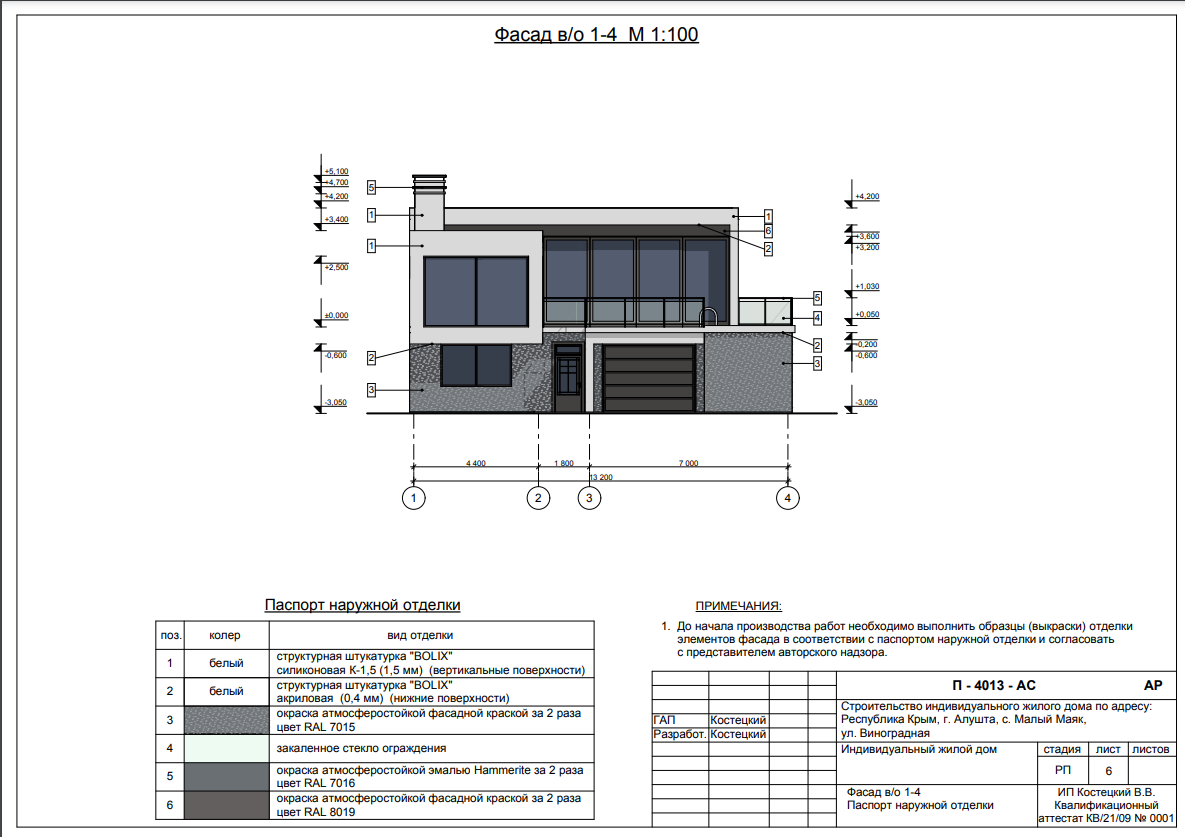 Фасад в/о 1-4 М 1:100
+5,100
+4,700
+4,200
+3,400
+2,500
±0,000
-0,600
-3,050
5
1
1
2
3
1
6
2
5
4
2
3
+4,200
+3,600
+3,200
+1,030
+0,050
-0,200
-0,600
-3,050
4 400
1 800
7 000
13 200
1
2
3
4
Паспорт наружной отделки
поз.
колер
вид отделки
1
белый
структурная штукатурка "BOLIX"
силиконовая К-1,5 (1,5 мм) (вертикальные поверхности)
2
белый
структурная штукатурка "BOLIX"
акриловая (0,4 мм) (нижние поверхности)
3
окраска атмосферостойкой фасадной краской за 2 раза
цвет RAL 7015
4
закаленное стекло ограждения
5
окраска атмосферостойкой эмалью Hammerite за 2 раза
цвет RAL 7016
6
окраска атмосферостойкой фасадной краской за 2 раза
цвет RAL 8019
ПРИМЕЧАНИЯ:
1. До начала производства работ необходимо выполнить образцы (выкраски) отделки
элементов фасада в соответствии с паспортом наружной отделки и согласовать
с представителем авторского надзора.
П - 4013 - АС
АР
Строительство индивидуального жилого дома по адресу:
Республика Крым, г. Алушта, с. Малый Маяк,
ул. Виноградная
ГАП
Костецкий
Разработ.
Костецкий
Индивидуальный жилой дом
стадия
лист
листов
РП
6
Фасад в/о 1-4
Паспорт наружной отделки
ИП Костецкий В.В.
Квалификационный
аттестат КВ/21/09 № 0001